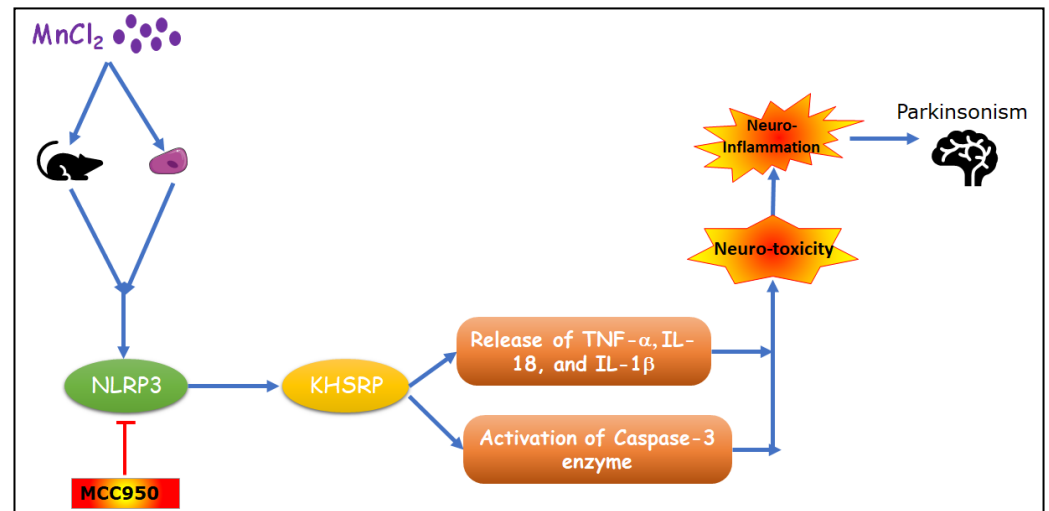 MnCl₂
Neuro-
Inflammation
Parkinsonism
Neuro-toxicity
Release of TNF-α, IL-
18, and IL-1β
NLRP3
KHSRP
Activation of Caspase-3
enzyme
MCC950